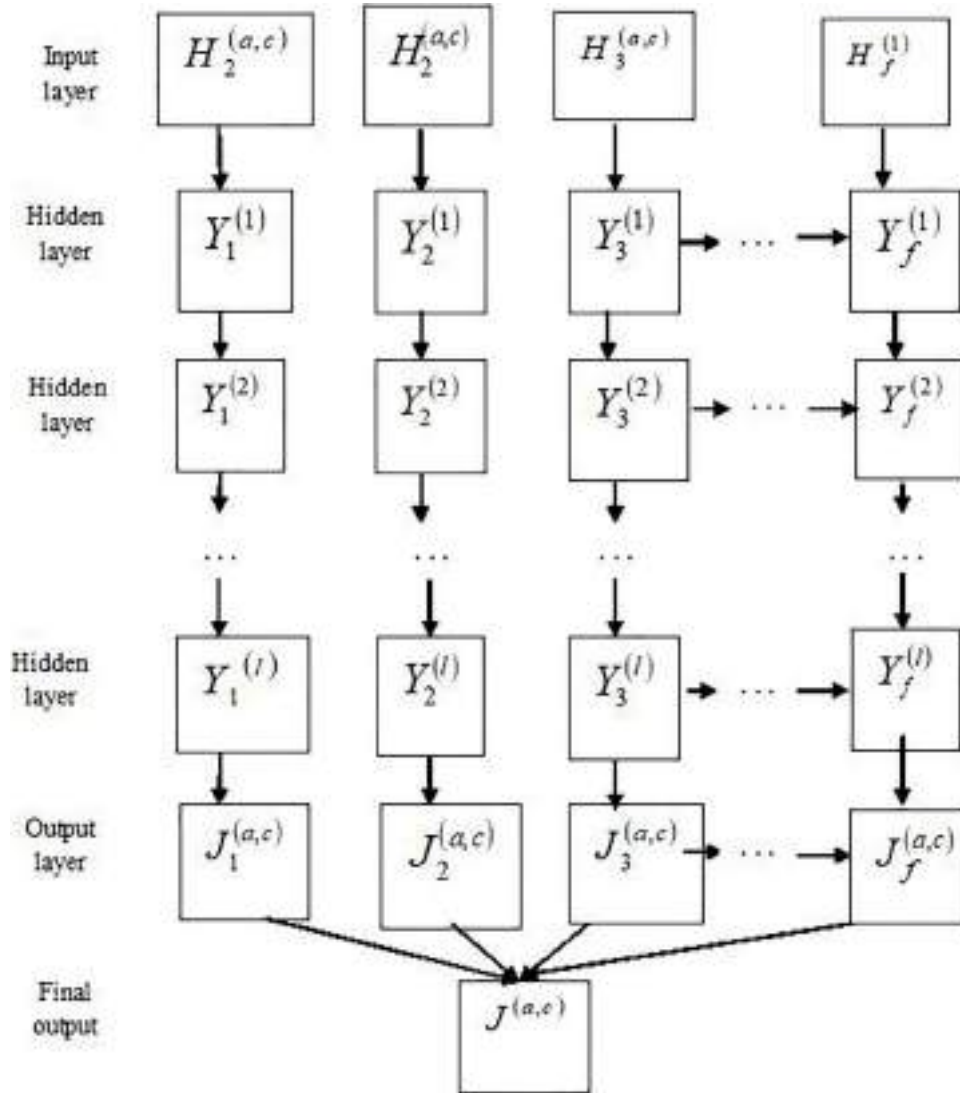 Input layer
H_2^{(a,c)} H_2^{(a,c)} H_3^{(a,c)} H_f^{(1)}
Hidden layer
Y_1^{(1)} Y_2^{(1)} Y_3^{(1)} ... Y_f^{(1)}
Hidden layer
Y_1^{(2)} Y_2^{(2)} Y_3^{(2)} ... Y_f^{(2)}
... ... ... ...
Hidden layer
Y_1^{(l)} Y_2^{(l)} Y_3^{(l)} ... Y_f^{(l)}
Output layer
J_1^{(a,c)} J_2^{(a,c)} J_3^{(a,c)} ... J_f^{(a,c)}
Final output
J^{(a,c)}